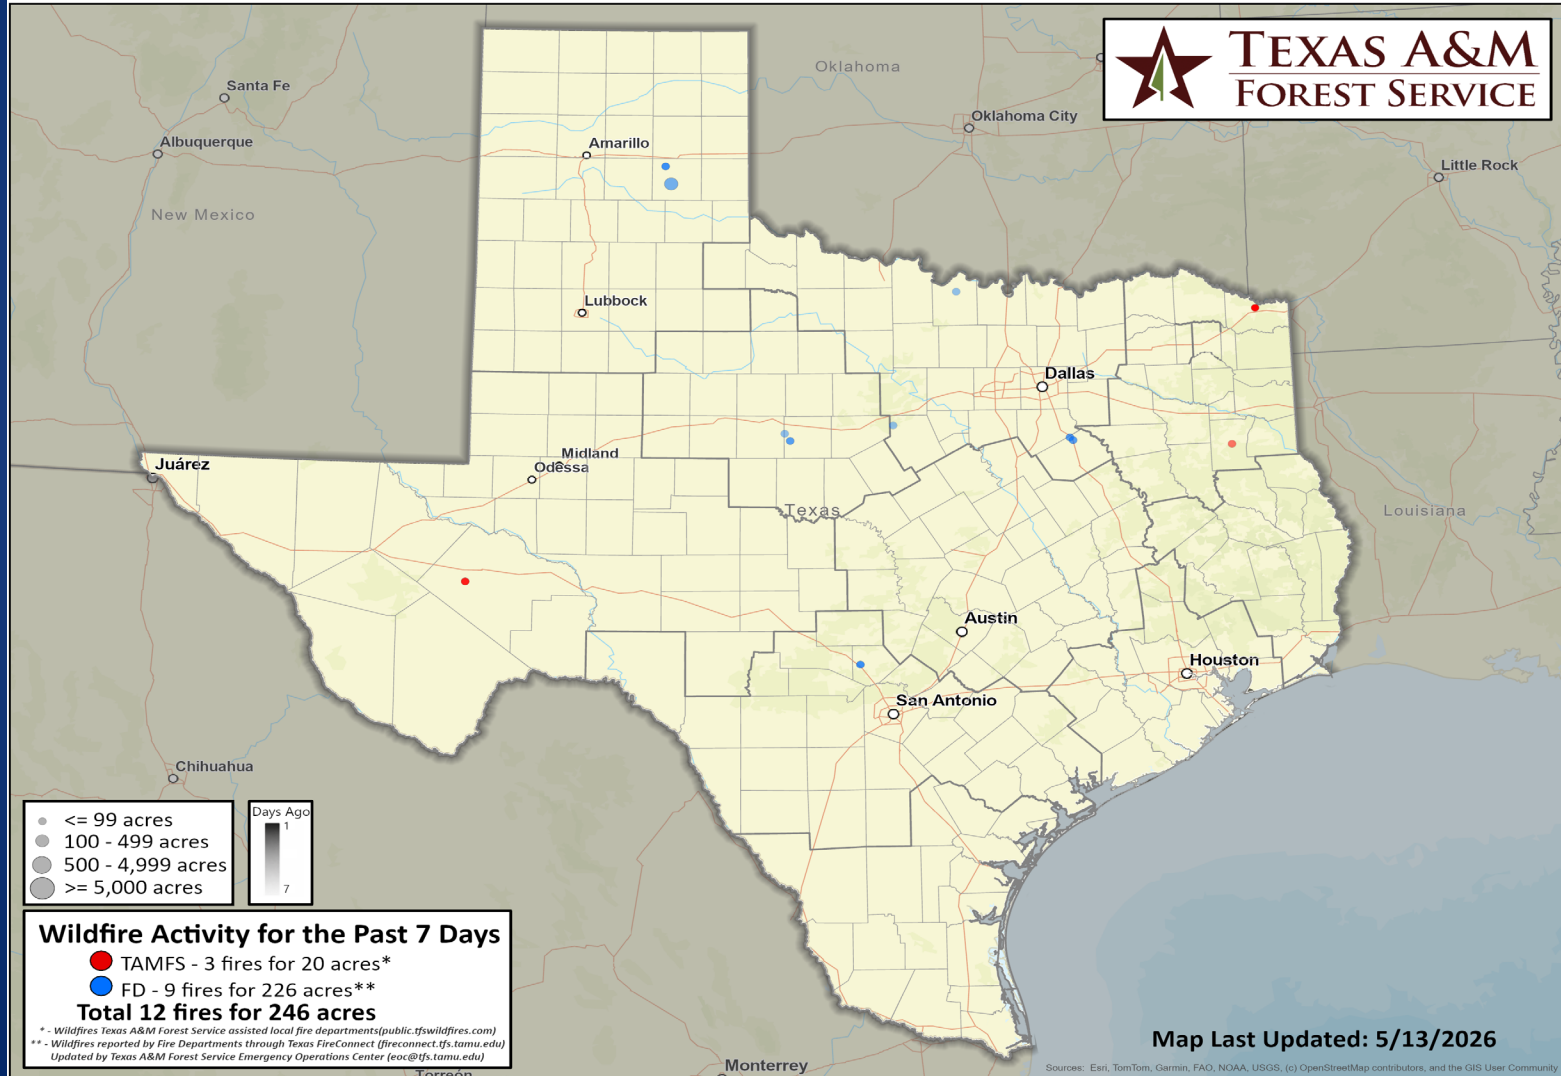 TEXAS A&M
FOREST SERVICE
Oklahoma
Santa Fe
Oklahoma City
Albuquerque
Amarillo
Little Rock
New Mexico
Lubbock
Dallas
Midland
Odessa
Juárez
Texas
Louisiana
Austin
Houston
San Antonio
Chihuahua
<= 99 acres
100 - 499 acres
500 - 4,999 acres
>= 5,000 acres
Days Ago
1
7
Wildfire Activity for the Past 7 Days
TAMFS - 3 fires for 20 acres*
FD - 9 fires for 226 acres**
Total 12 fires for 246 acres
* - Wildfires Texas A&M Forest Service assisted local fire departments(public.tfswildfires.com)
** - Wildfires reported by Fire Departments through Texas FireConnect (fireconnect.tfs.tamu.edu)
Updated by Texas A&M Forest Service Emergency Operations Center (eoc@tfs.tamu.edu)
Map Last Updated: 5/13/2026
Monterrey
Sources: Esri, TomTom, Garmin, FAO, NOAA, USGS, (c) OpenStreetMap contributors, and the GIS User Community
Torreón